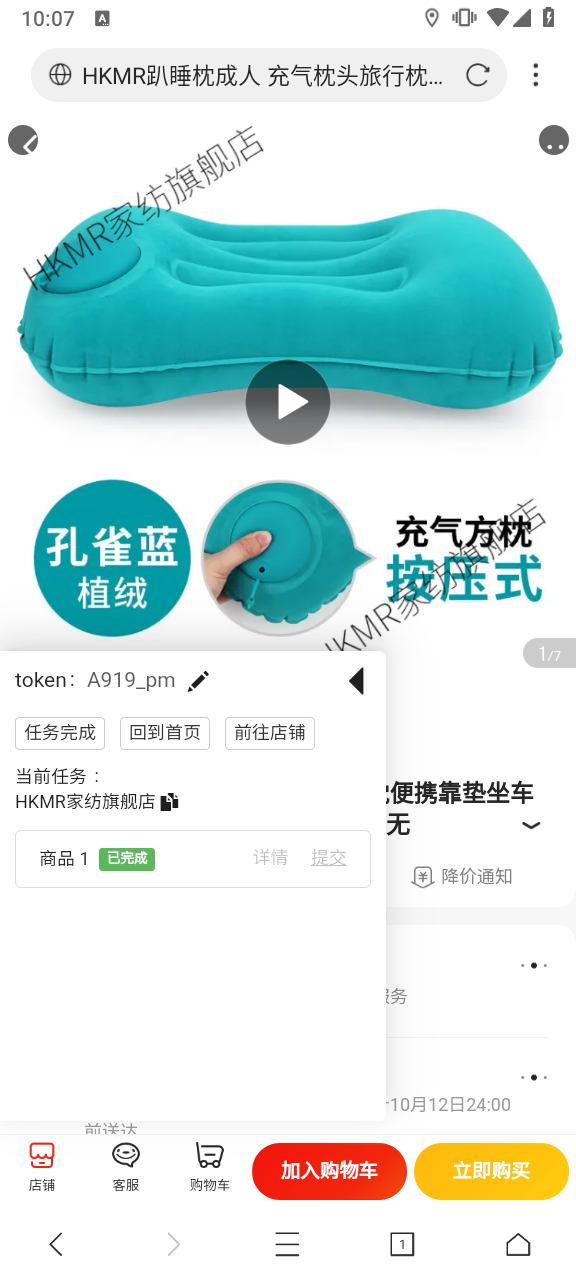 10:07
HKMR趴睡枕成人 充气枕头旅行枕…
HKMR家纺旗舰店
孔雀蓝
植绒
充气方枕
按压式
HKMR家纺旗舰店
1/7
token： A919_pm
任务完成 回到首页 前往店铺
当前任务：
HKMR家纺旗舰店
便携靠垫坐车
无
商品 1 已完成 详情 提交
降价通知
服务
10月12日24:00
前送达
店铺 客服 购物车 加入购物车 立即购买
1